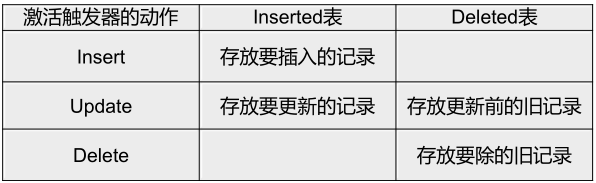 激活触发器的动作 Inserted表 Deleted表
Insert 存放要插入的记录
Update 存放要更新的记录 存放更新前的旧记录
Delete 存放要除的旧记录